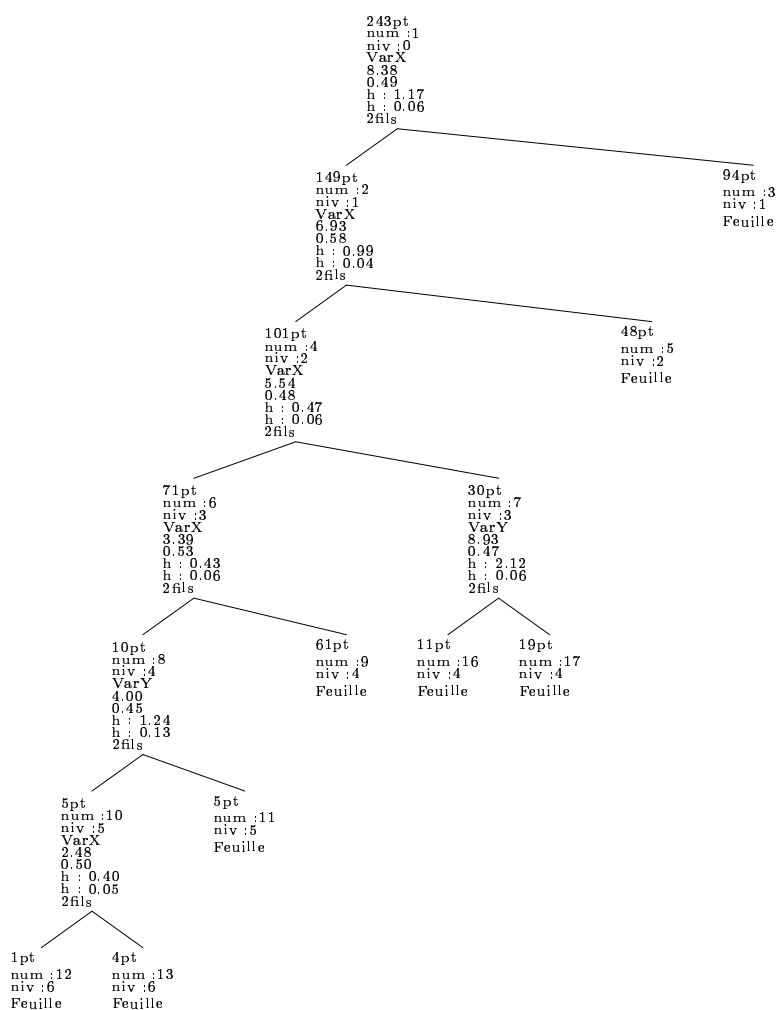 243pt
num :1
niv :0
VarX
8.38
0.49
h : 1.17
h : 0.06
2fils
149pt
num :2
niv :1
VarX
6.93
0.58
h : 0.99
h : 0.04
2fils
94pt
num :3
niv :1
Feuille
101pt
num :4
niv :2
VarX
5.54
0.48
h : 0.47
h : 0.06
2fils
48pt
num :5
niv :2
Feuille
71pt
num :6
niv :3
VarX
3.39
0.53
h : 0.43
h : 0.06
2fils
30pt
num :7
niv :3
VarY
8.93
0.47
h : 2.12
h : 0.06
2fils
10pt
num :8
niv :4
VarY
4.00
0.45
h : 1.24
h : 0.13
2fils
61pt
num :9
niv :4
Feuille
11pt
num :16
niv :4
Feuille
19pt
num :17
niv :4
Feuille
5pt
num :10
niv :5
VarX
2.48
0.50
h : 0.40
h : 0.05
2fils
5pt
num :11
niv :5
Feuille
1pt
num :12
niv :6
Feuille
4pt
num :13
niv :6
Feuille